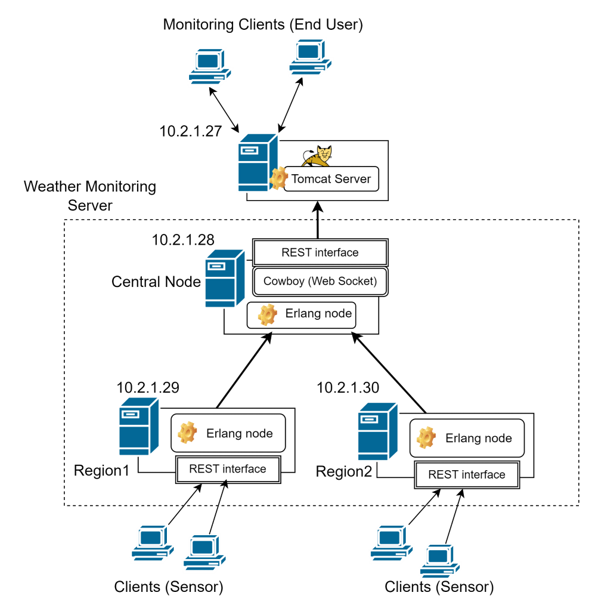 Monitoring Clients (End User)
10.2.1.27
Tomcat Server
Weather Monitoring
Server
10.2.1.28
REST interface
Central Node
Cowboy (Web Socket)
Erlang node
10.2.1.29
10.2.1.30
Erlang node
Erlang node
Region1
REST interface
Region2
REST interface
Clients (Sensor)
Clients (Sensor)